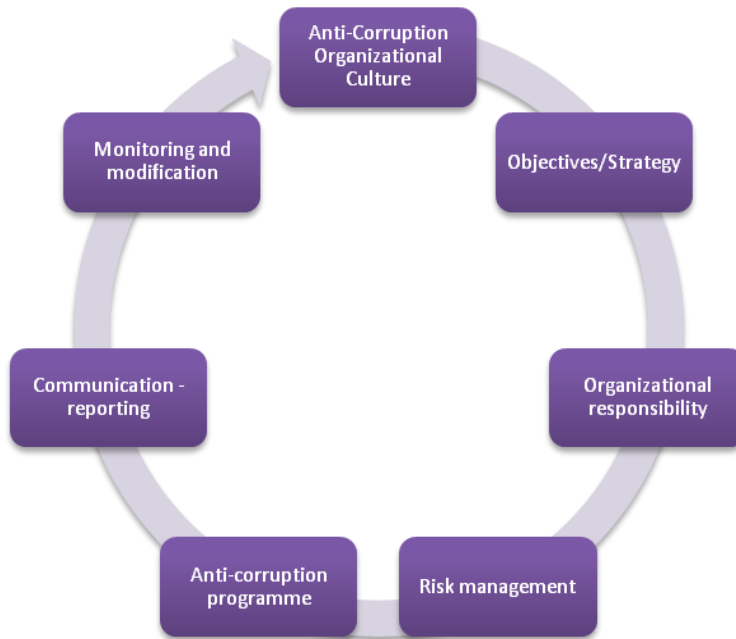 Anti-Corruption
Organizational
Culture
Objectives/Strategy
Organizational
responsibility
Risk management
Anti-corruption
programme
Communication -
reporting
Monitoring and
modification